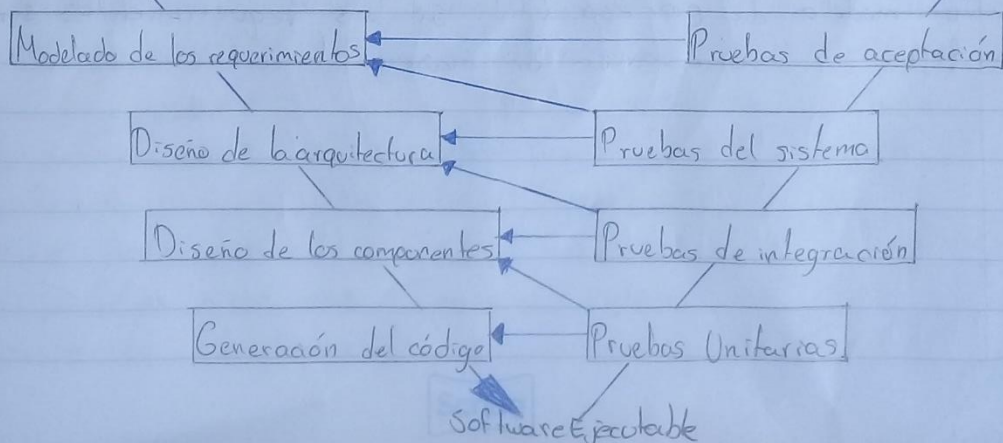 Modelado de los requerimientos
Pruebas de aceptación
Diseño de la arquitectura
Pruebas del sistema
Diseño de los componentes
Pruebas de integración
Generación del código
Pruebas Unitarias
Software Ejecutable